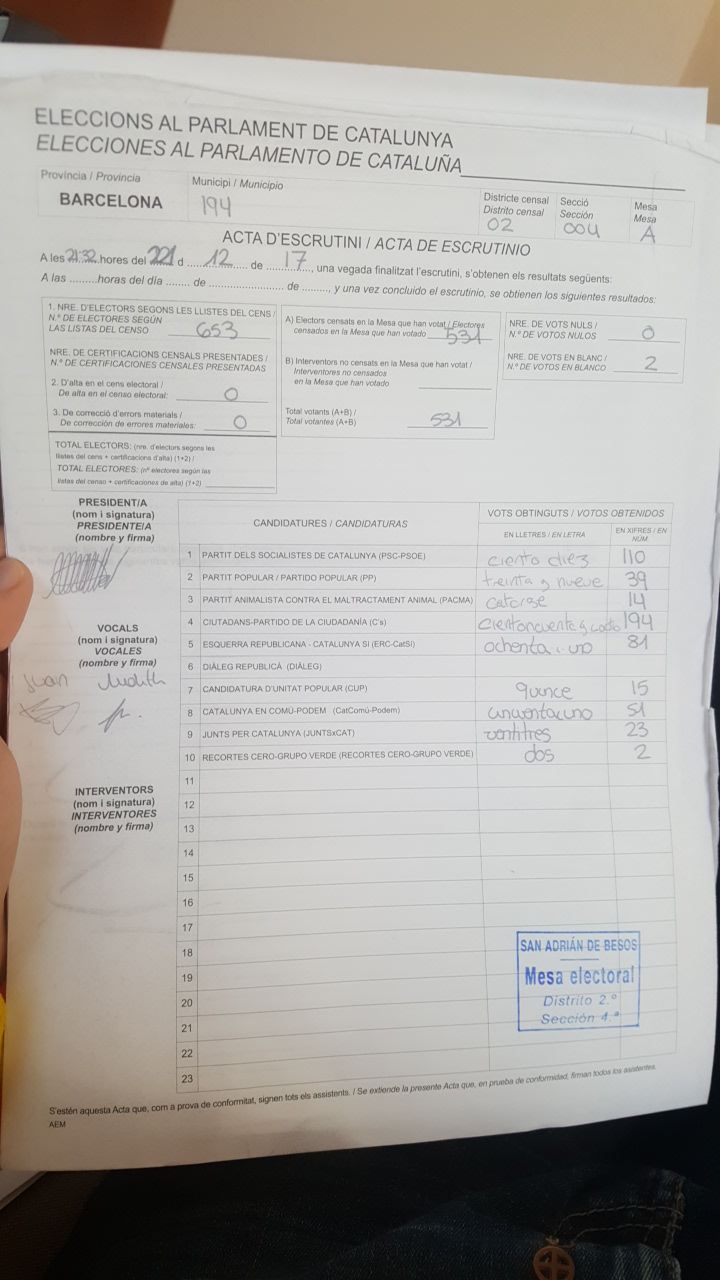 ELECCIONS AL PARLAMENT DE CATALUNYA
ELECCIONES AL PARLAMENTO DE CATALUÑA
Província / Provincia
BARCELONA
Municipi / Municipio
194
Districte censal
Distrito censal
02
Secció
Sección
004
Mesa
Mesa
A
ACTA D'ESCRUTINI / ACTA DE ESCRUTINIO
A les 21:32 hores del 21 d ......12...... de ....17...., una vegada finalitzat l'escrutini, s'obtenen els resultats següents:
A las .........horas del día ........ de ........................ de ........., y una vez concluido el escrutinio, se obtienen los siguientes resultados:
1. NRE. D'ELECTORS SEGONS LES LLISTES DEL CENS /
N.º DE ELECTORES SEGÚN
LAS LISTAS DEL CENSO 653
NRE. DE CERTIFICACIONS CENSALS PRESENTADES /
N.º DE CERTIFICACIONES CENSALES PRESENTADAS
2. D'alta en el cens electoral /
De alta en el censo electoral: 0
3. De correcció d'errors materials /
De corrección de errores materiales: 0
TOTAL ELECTORS: (nre. d'electors segons les
llistes del cens + certificacions d'alta) (1+2) /
TOTAL ELECTORES: (nº electores según las
listas del censo + certificaciones de alta) (1+2)
A) Electors censats en la Mesa que han votat / Electores
censados en la Mesa que han votado 531
B) Interventors no censats en la Mesa que han votat /
Interventores no censados
en la Mesa que han votado
Total votants (A+B) /
Total votantes (A+B) 531
NRE. DE VOTS NULS /
N.º DE VOTOS NULOS 0
NRE. DE VOTS EN BLANC /
N.º DE VOTOS EN BLANCO 2
PRESIDENT/A
(nom i signatura)
PRESIDENTE/A
(nombre y firma)
VOCALS
(nom i signatura)
VOCALES
(nombre y firma)
Juan Judith
INTERVENTORS
(nom i signatura)
INTERVENTORES
(nombre y firma)
CANDIDATURES / CANDIDATURAS
VOTS OBTINGUTS / VOTOS OBTENIDOS
EN LLETRES / EN LETRA
EN XIFRES / EN NÚM.
1 PARTIT DELS SOCIALISTES DE CATALUNYA (PSC-PSOE) ciento diez 110
2 PARTIT POPULAR / PARTIDO POPULAR (PP) treinta y nueve 39
3 PARTIT ANIMALISTA CONTRA EL MALTRACTAMENT ANIMAL (PACMA) catorse 14
4 CIUTADANS-PARTIDO DE LA CIUDADANÍA (C's) 194
5 ESQUERRA REPUBLICANA - CATALUNYA SÍ (ERC-CatSí) ochenta i uno 81
6 DIÀLEG REPUBLICÀ (DIÀLEG)
7 CANDIDATURA D'UNITAT POPULAR (CUP) quince 15
8 CATALUNYA EN COMÚ-PODEM (CatComú-Podem) cincuentauno 51
9 JUNTS PER CATALUNYA (JUNTSxCAT) ventitres 23
10 RECORTES CERO-GRUPO VERDE (RECORTES CERO-GRUPO VERDE) dos 2
11
12
13
14
15
16
17
18
19
20
21
22
23
SAN ADRIÁN DE BESOS
Mesa electoral
Distrito 2.º
Sección 4.ª
S'estén aquesta Acta que, com a prova de conformitat, signen tots els assistents. / Se extiende la presente Acta que, en prueba de conformidad, firman todos los asistentes.
AEM